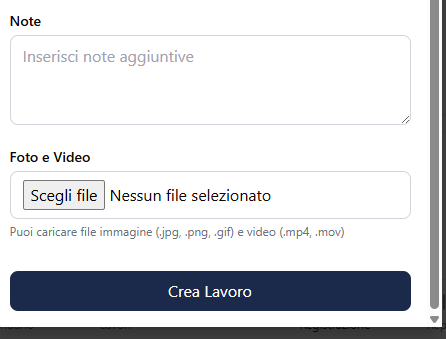 Note
Inserisci note aggiuntive
Foto e Video
Scegli file Nessun file selezionato
Puoi caricare file immagine (.jpg, .png, .gif) e video (.mp4, .mov)
Crea Lavoro